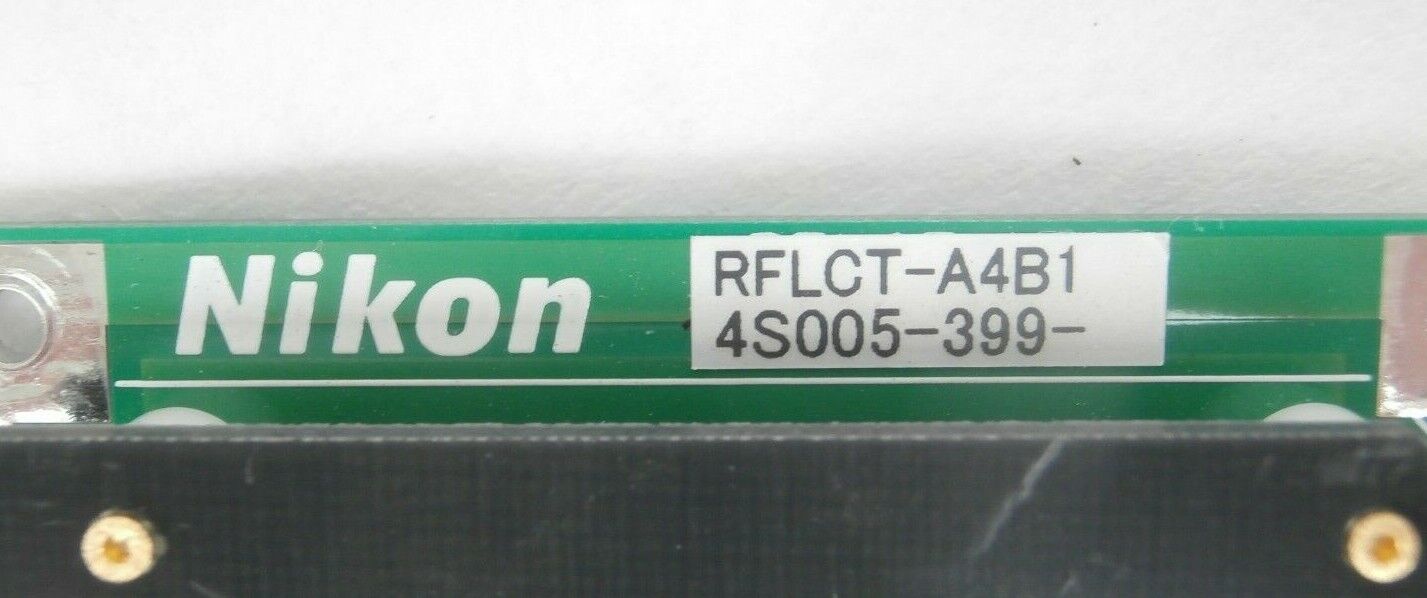 Nikon
RFLCT-A4B1
4S005-399-